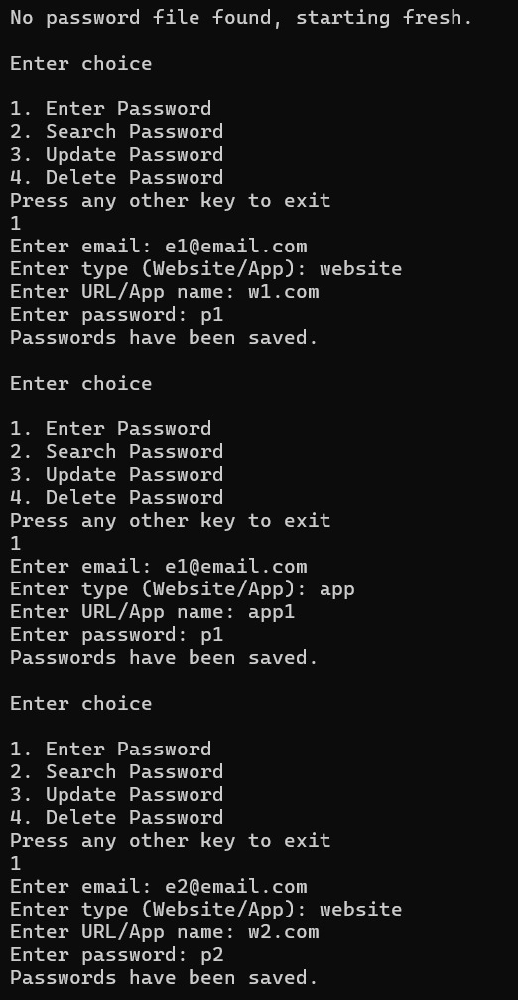 No password file found, starting fresh.
Enter choice
1. Enter Password
2. Search Password
3. Update Password
4. Delete Password
Press any other key to exit
1
Enter email: e1@email.com
Enter type (Website/App): website
Enter URL/App name: w1.com
Enter password: p1
Passwords have been saved.
Enter choice
1. Enter Password
2. Search Password
3. Update Password
4. Delete Password
Press any other key to exit
1
Enter email: e1@email.com
Enter type (Website/App): app
Enter URL/App name: app1
Enter password: p1
Passwords have been saved.
Enter choice
1. Enter Password
2. Search Password
3. Update Password
4. Delete Password
Press any other key to exit
1
Enter email: e2@email.com
Enter type (Website/App): website
Enter URL/App name: w2.com
Enter password: p2
Passwords have been saved.